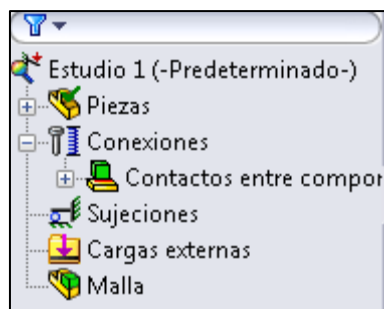 Estudio 1 (-Predeterminado-)
Piezas
Conexiones
Contactos entre compor
Sujeciones
Cargas externas
Malla